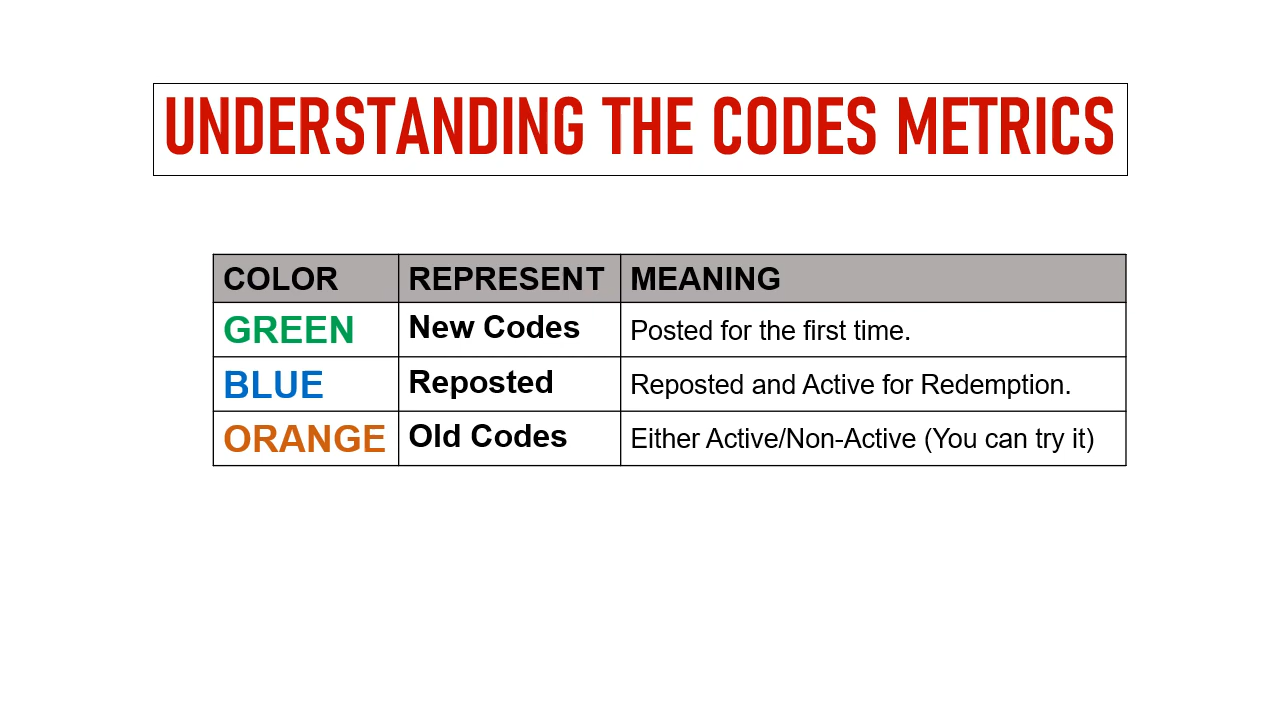 UNDERSTANDING THE CODES METRICS
COLOR REPRESENT MEANING
GREEN New Codes Posted for the first time.
BLUE Reposted Reposted and Active for Redemption.
ORANGE Old Codes Either Active/Non-Active (You can try it)